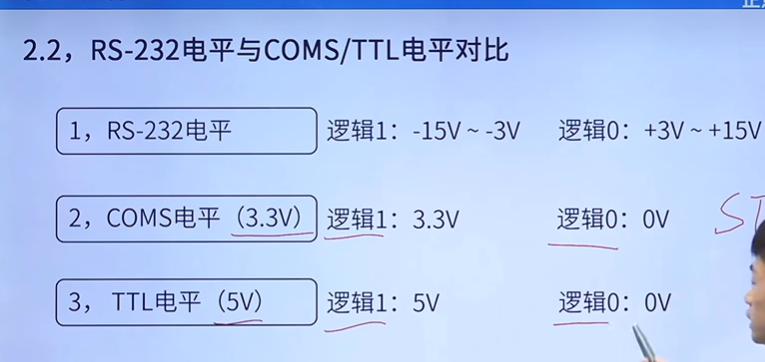 2.2，RS-232电平与COMS/TTL电平对比
1，RS-232电平 逻辑1：-15V ~ -3V 逻辑0：+3V ~ +15V
2，COMS电平（3.3V） 逻辑1：3.3V 逻辑0：0V
3， TTL电平（5V） 逻辑1：5V 逻辑0：0V